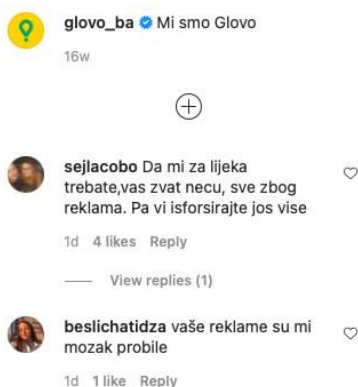 glovo_ba Mi smo Glovo
16w
sejlacobo Da mi za lijeka
trebate,vas zvat necu, sve zbog
reklama. Pa vi isforsirajte jos vise
1d 4 likes Reply
View replies (1)
beslichatidza vaše reklame su mi
mozak probile
1d 1 like Reply